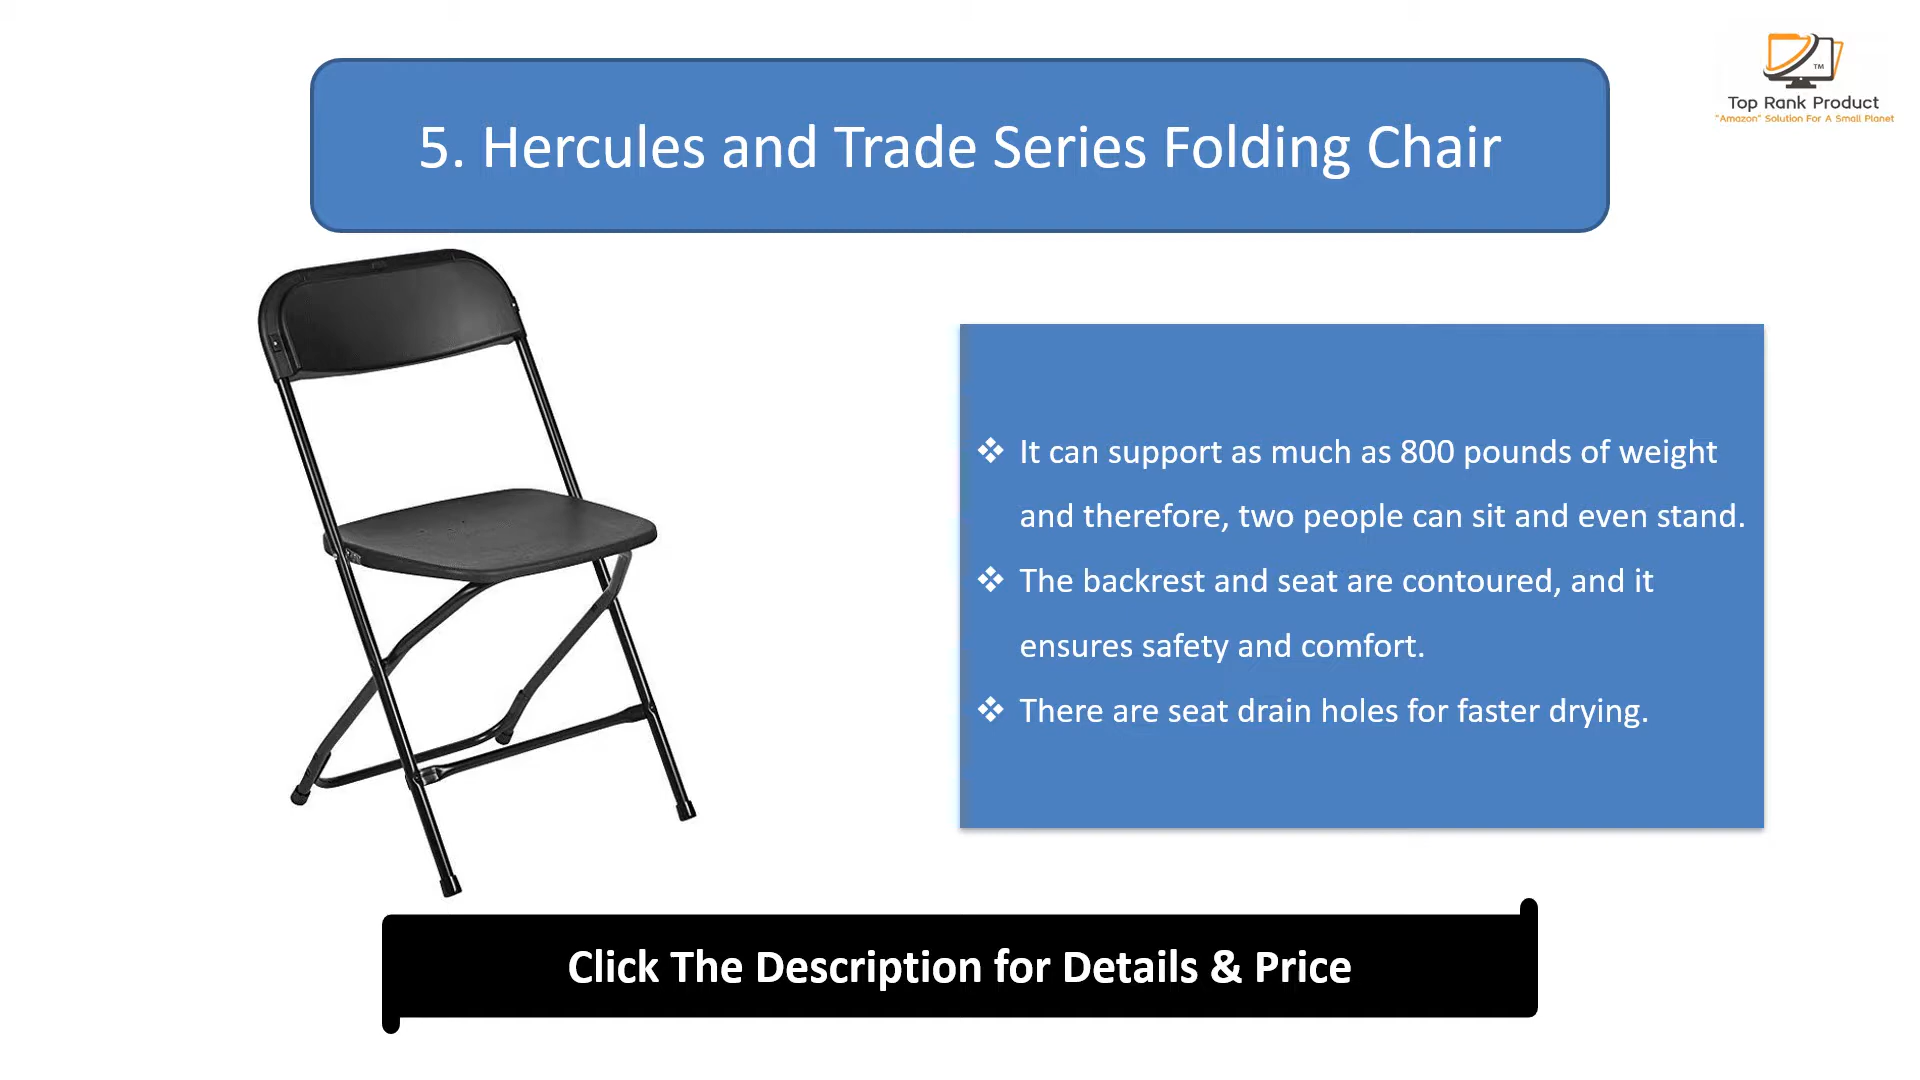 TM
Top Rank Product
"Amazon" Solution For A Small Planet
5. Hercules and Trade Series Folding Chair
❖ It can support as much as 800 pounds of weight
and therefore, two people can sit and even stand.
❖ The backrest and seat are contoured, and it
ensures safety and comfort.
❖ There are seat drain holes for faster drying.
Click The Description for Details & Price